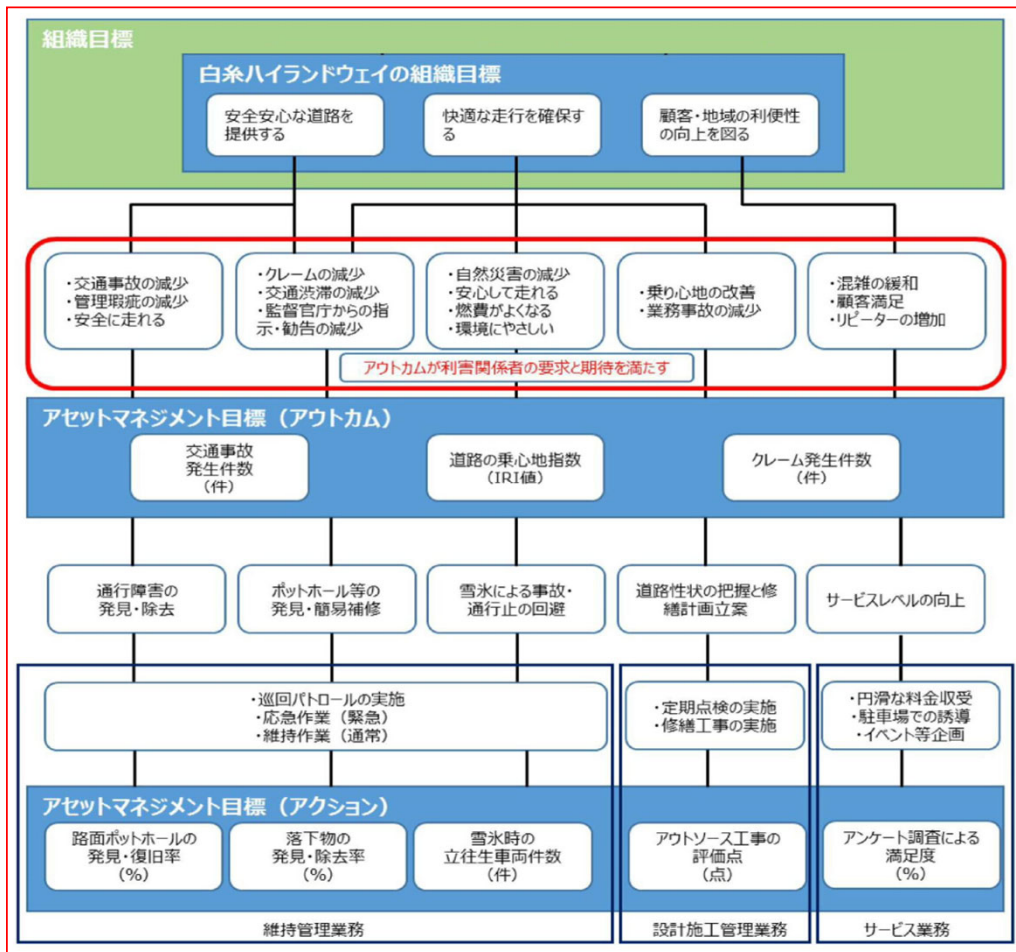 組織目標
白糸ハイランドウェイの組織目標
安全安心な道路を
提供する
快適な走行を確保す
る
顧客・地域の利便性
の向上を図る
・交通事故の減少
・管理瑕疵の減少
・安全に走れる
・クレームの減少
・交通渋滞の減少
・監督官庁からの指
示・勧告の減少
・自然災害の減少
・安心して走れる
・燃費がよくなる
・環境にやさしい
・乗り心地の改善
・業務事故の減少
・混雑の緩和
・顧客満足
・リピーターの増加
アウトカムが利害関係者の要求と期待を満たす
アセットマネジメント目標（アウトカム）
交通事故
発生件数
（件）
道路の乗心地指数
（IRI値）
クレーム発生件数
（件）
通行障害の
発見・除去
ポットホール等の
発見・簡易補修
雪氷による事故・
通行止の回避
道路性状の把握と修
繕計画立案
サービスレベルの向上
・巡回パトロールの実施
・応急作業（緊急）
・維持作業（通常）
・定期点検の実施
・修繕工事の実施
・円滑な料金収受
・駐車場での誘導
・イベント等企画
アセットマネジメント目標（アクション）
路面ポットホールの
発見・復旧率
（%）
落下物の
発見・除去率
（%）
雪氷時の
立往生車両件数
（件）
アウトソース工事の
評価点
（点）
アンケート調査による
満足度
（%）
維持管理業務
設計施工管理業務
サービス業務